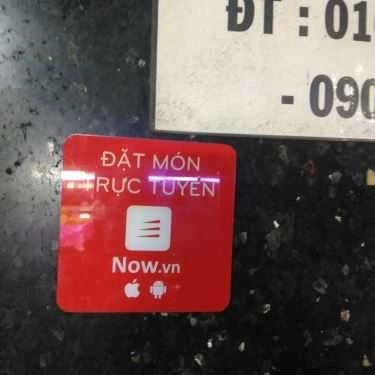 ĐT : 01
- 090
ĐẶT MÓN
TRỰC TUYẾN
Now.vn